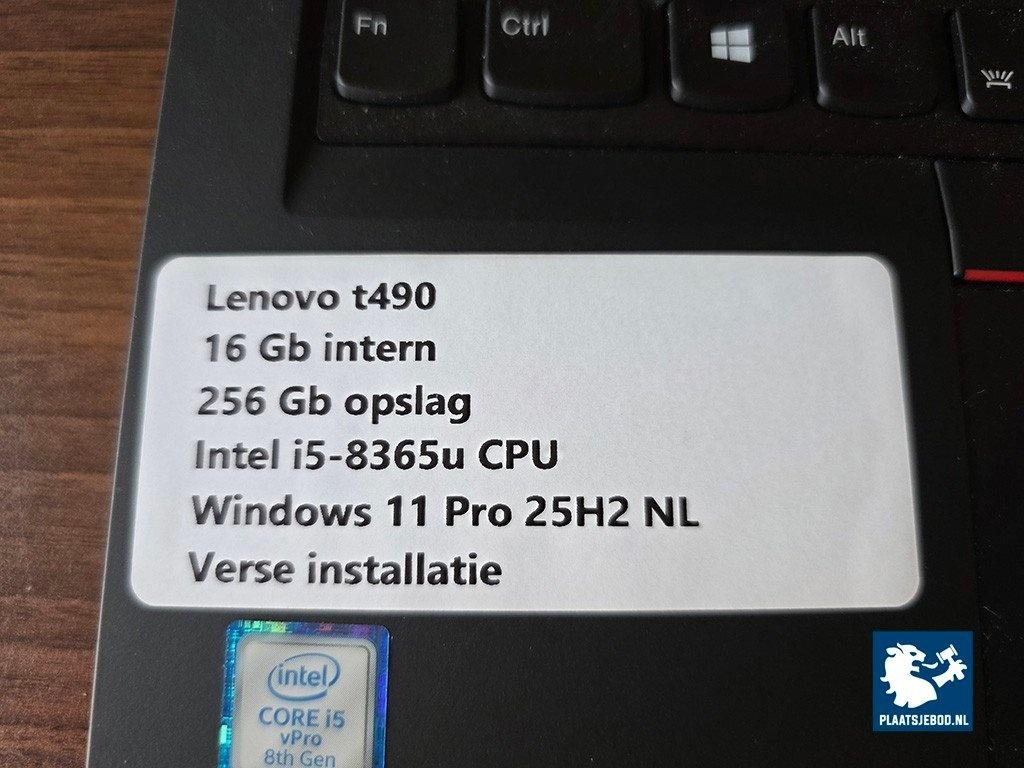 Fn Ctrl Alt
Lenovo t490
16 Gb intern
256 Gb opslag
Intel i5-8365u CPU
Windows 11 Pro 25H2 NL
Verse installatie
intel
CORE i5
vPro
8th Gen
PLAATSJEBOD.NL